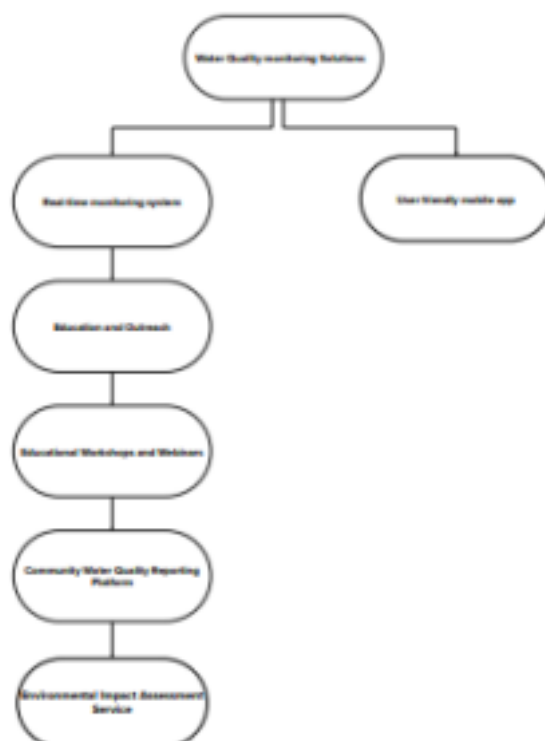 Water Quality monitoring Solutions
Real-time monitoring system
User friendly mobile app
Education and Outreach
Educational Workshops and Webinars
Community Water Quality Reporting
Platform
Environmental Impact Assessment
Service